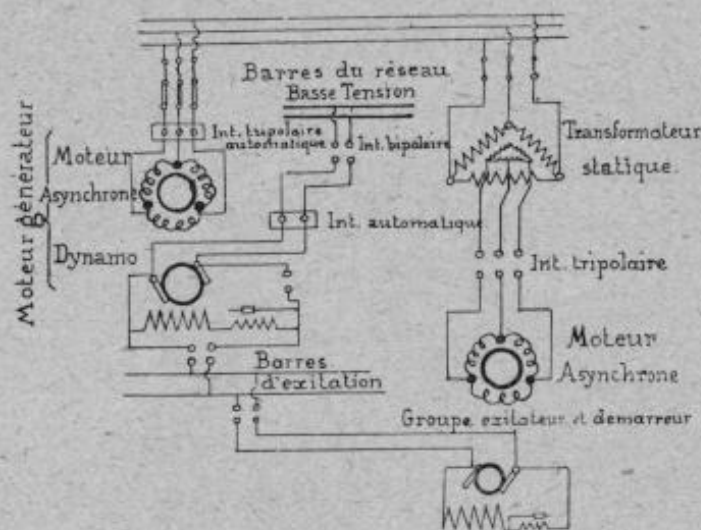 Barres du réseau
Basse Tension
Int. tripolaire
automatique
Int. bipolaire
Transformateur
statique
Moteur générateur
Moteur
Asynchrone
Int. automatique
Dynamo
Int. tripolaire
Moteur
Asynchrone
Barres
d'exitation
Groupe exitateur et demarreur